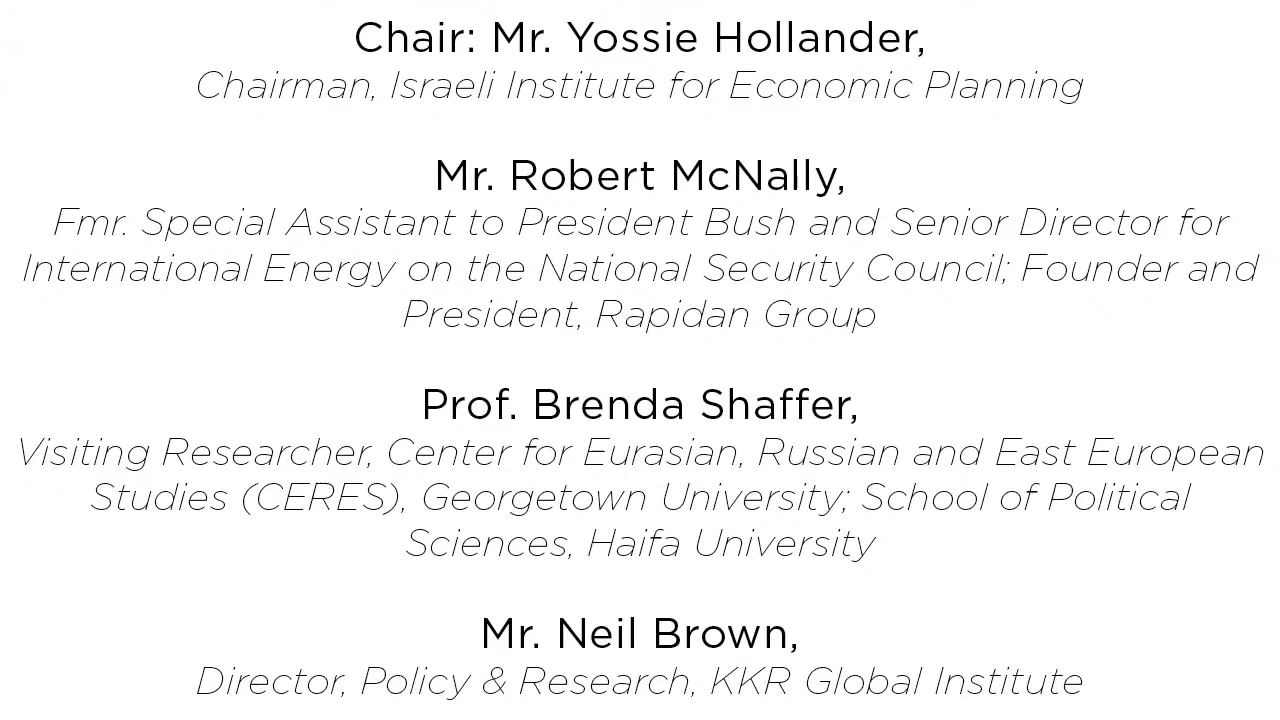 Chair: Mr. Yossie Hollander,
Chairman, Israeli Institute for Economic Planning
Mr. Robert McNally,
Fmr. Special Assistant to President Bush and Senior Director for
International Energy on the National Security Council; Founder and
President, Rapidan Group
Prof. Brenda Shaffer,
Visiting Researcher, Center for Eurasian, Russian and East European
Studies (CERES), Georgetown University; School of Political
Sciences, Haifa University
Mr. Neil Brown,
Director, Policy & Research, KKR Global Institute